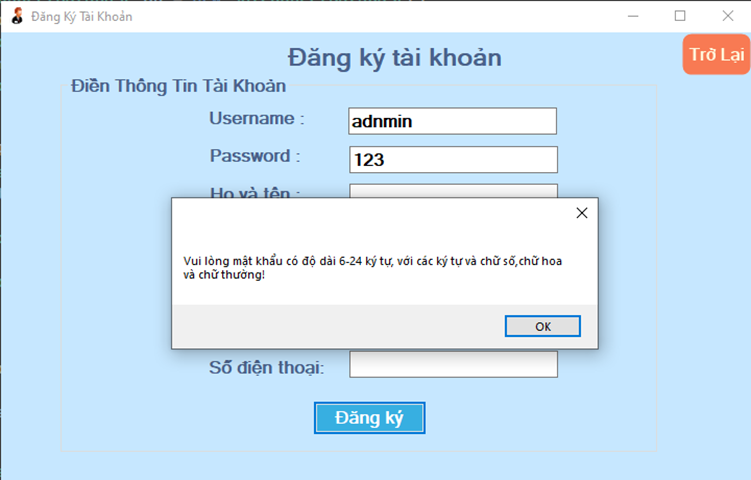 Đăng Ký Tài Khoản
Đăng ký tài khoản
Trở Lại
Điền Thông Tin Tài Khoản
Username :
adnmin
Password :
123
Họ và tên :
Vui lòng mật khẩu có độ dài 6-24 ký tự, với các ký tự và chữ số,chữ hoa
và chữ thường!
OK
Số điện thoại:
Đăng ký